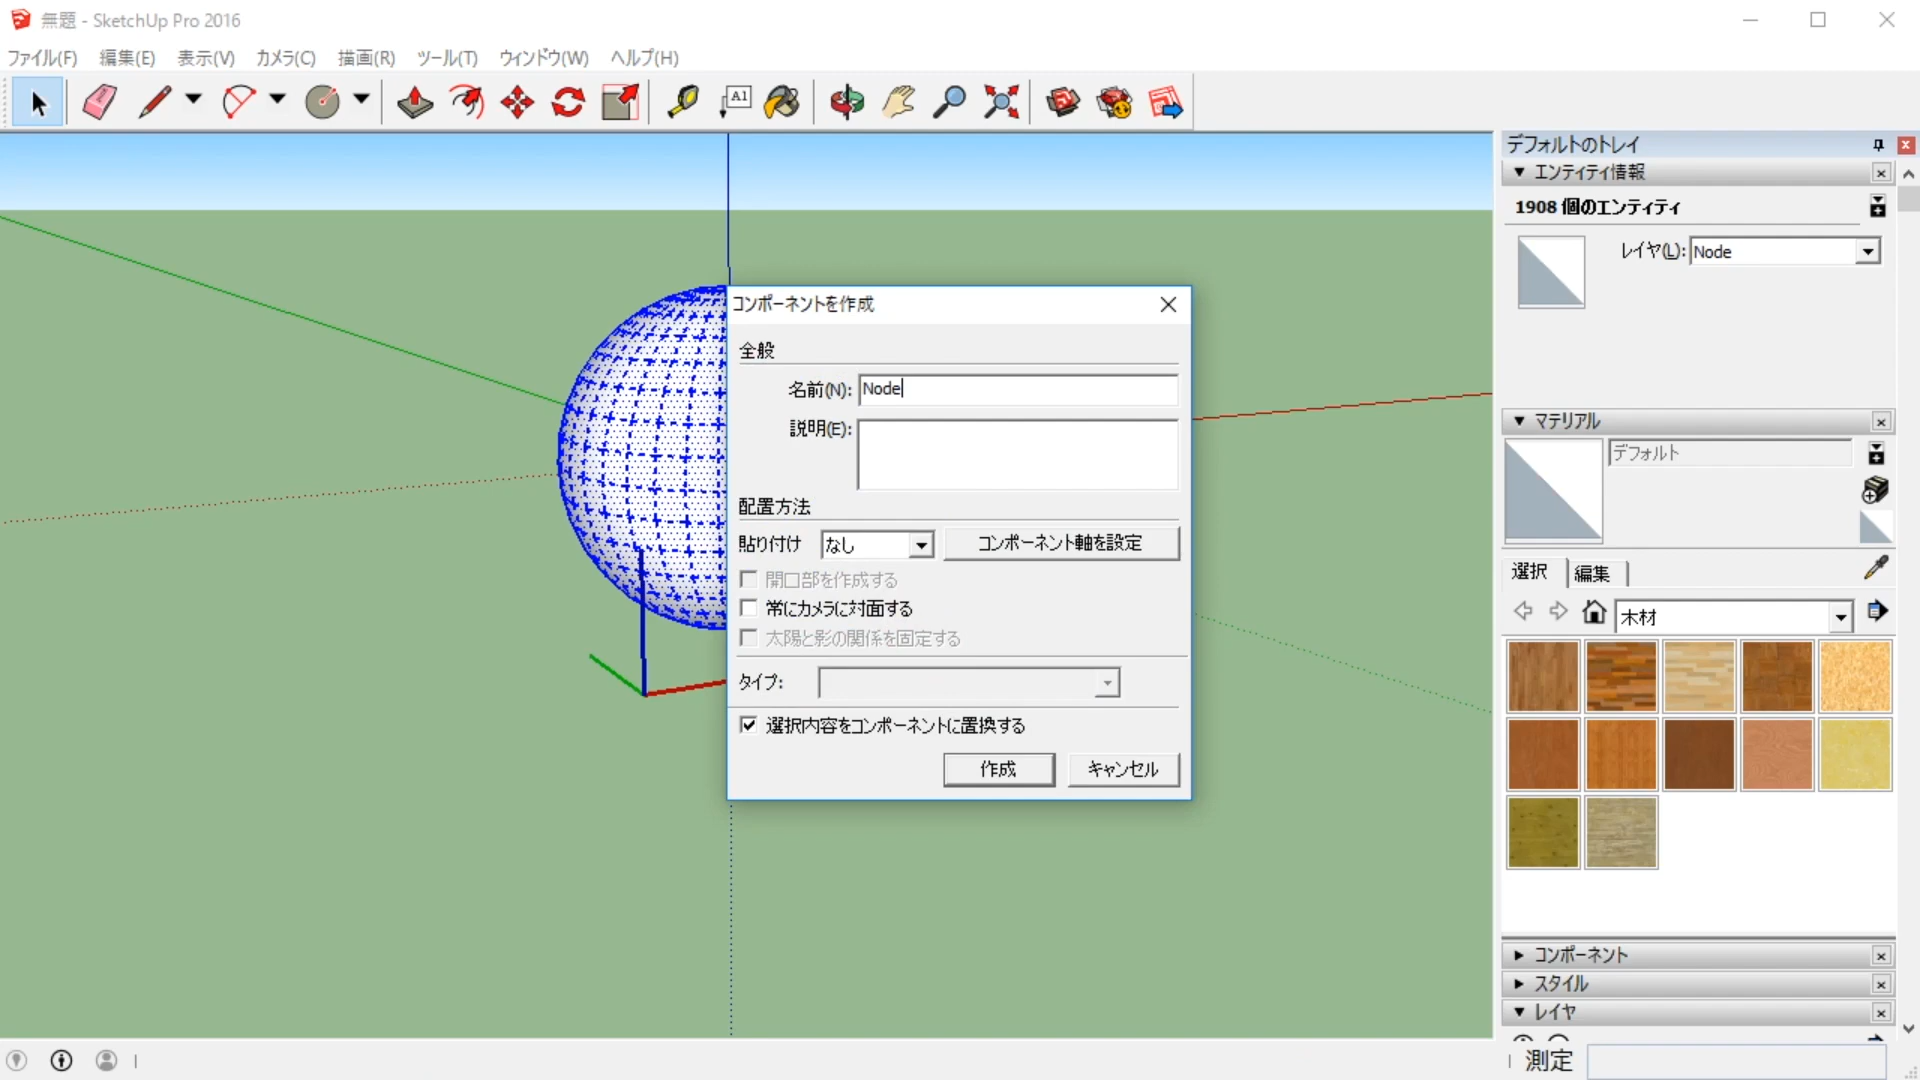 無題 - SketchUp Pro 2016
ファイル(F) 編集(E) 表示(V) カメラ(C) 描画(R) ツール(T) ウィンドウ(W) ヘルプ(H)
A1
デフォルトのトレイ
エンティティ情報
1908 個のエンティティ
レイヤ(L): Node
コンポーネントを作成
全般
名前(N): Node
説明(E):
配置方法
貼り付け なし コンポーネント軸を設定
開口部を作成する
常にカメラに対面する
太陽と影の関係を固定する
タイプ:
選択内容をコンポーネントに置換する
作成 キャンセル
マテリアル
デフォルト
選択 編集
木材
コンポーネント
スタイル
レイヤ
測定